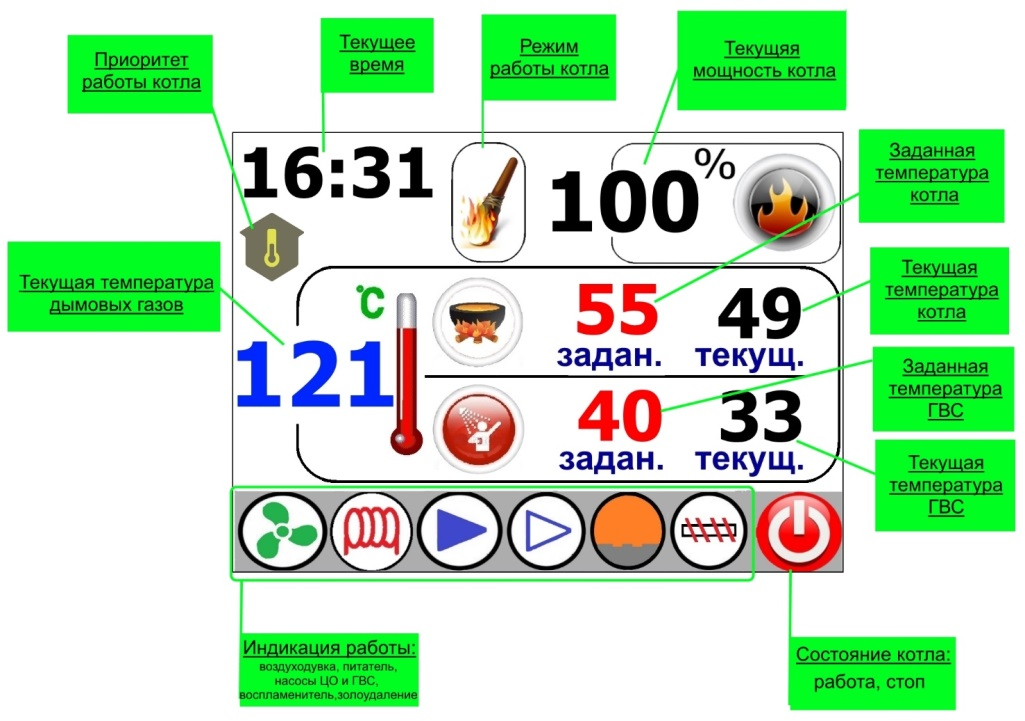 Приоритет
работы котла
Текущее
время
Режим
работы котла
Текущяя
мощность котла
16:31
100
%
Заданная
температура
котла
Текущая температура
дымовых газов
°C
121
55
задан.
49
текущ.
Текущая
температура
котла
40
задан.
33
текущ.
Заданная
температура
ГВС
Текущая
температура
ГВС
Индикация работы:
воздуходувка, питатель,
насосы ЦО и ГВС,
воспламенитель,золоудаление
Состояние котла:
работа, стоп